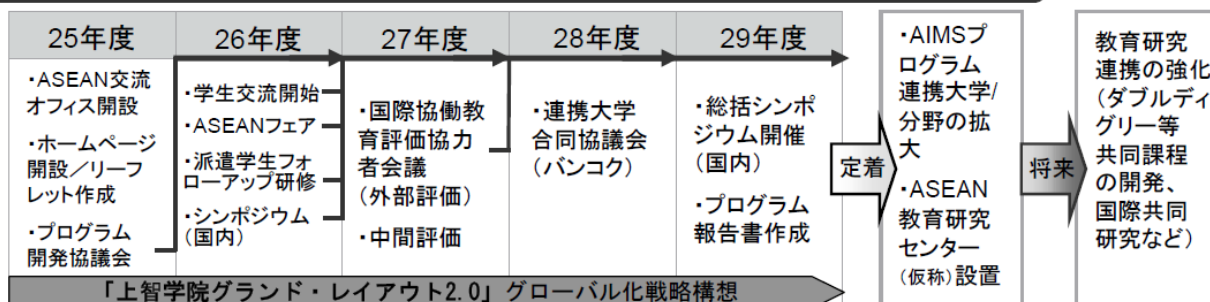 25年度
・ASEAN交流
オフィス開設
・ホームページ
開設／リーフ
レット作成
・プログラム
開発協議会
26年度
・学生交流開始
・ASEANフェア
・派遣学生フォ
ローアップ研修
・シンポジウム
(国内)
27年度
・国際協働教
育評価協力
者会議
(外部評価)
・中間評価
28年度
・連携大学
合同協議会
(バンコク)
29年度
・総括シンポ
ジウム開催
(国内)
・プログラム
報告書作成
「上智学院グランド・レイアウト2.0」グローバル化戦略構想
定着
・AIMSプ
ログラム
連携大学/
分野の拡
大
・ASEAN
教育研究
センター
(仮称)設置
将来
教育研究
連携の強化
(ダブルディ
グリー等
共同課程
の開発、
国際共同
研究など)